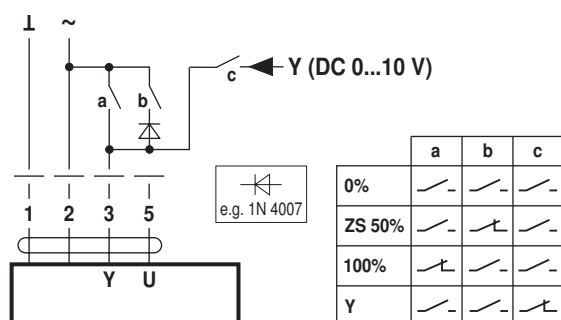 ⊥ ~
a b c Y (DC 0...10 V)
e.g. 1N 4007
1 2 3 5
Y U
a b c
0%
ZS 50%
100%
Y